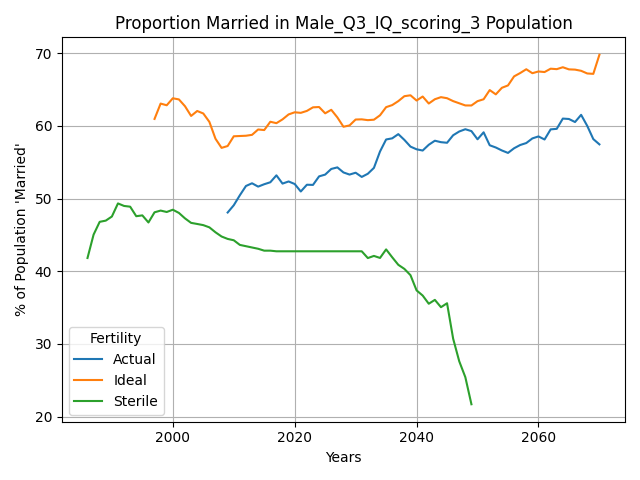 Proportion Married in Male_Q3_IQ_scoring_3 Population
% of Population 'Married'
70
60
50
40
30
20
Fertility
Actual
Ideal
Sterile
2000 2020 2040 2060
Years